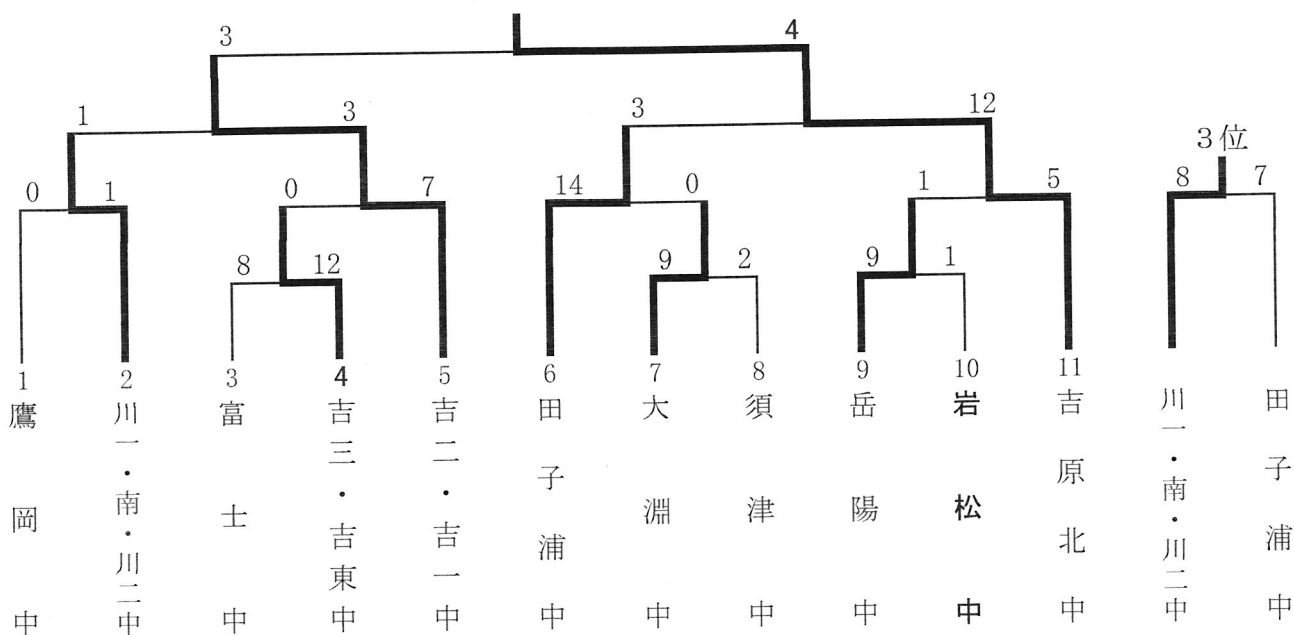 3 4
1 3 3 12
3位
0 1 0 7 14 0 1 5 8 7
8 12 9 2 9 1
1 2 3 4 5 6 7 8 9 10 11
鷹岡中
川一・南・川二中
富士中
吉三・吉東中
吉二・吉一中
田子浦中
大淵中
須津中
岳陽中
岩松中
吉原北中
川一・南・川二中
田子浦中